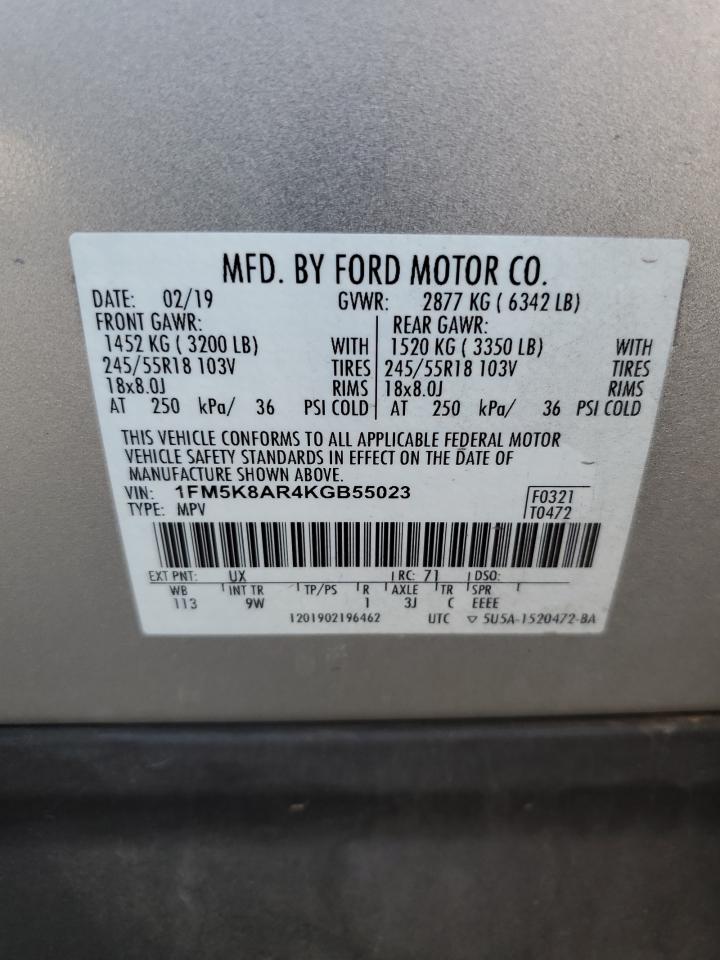 MFD. BY FORD MOTOR CO.
DATE: 02/19 GVWR: 2877 KG ( 6342 LB)
FRONT GAWR: REAR GAWR:
1452 KG ( 3200 LB) WITH 1520 KG ( 3350 LB) WITH
245/55R18 103V TIRES 245/55R18 103V TIRES
18x8.0J RIMS 18x8.0J RIMS
AT 250 kPa/ 36 PSI COLD AT 250 kPa/ 36 PSI COLD
THIS VEHICLE CONFORMS TO ALL APPLICABLE FEDERAL MOTOR
VEHICLE SAFETY STANDARDS IN EFFECT ON THE DATE OF
MANUFACTURE SHOWN ABOVE.
VIN: 1FM5K8AR4KGB55023 F0321
TYPE: MPV T0472
EXT PNT: UX RC: 71 DSO:
WB INT TR TP/PS R AXLE TR SPR
113 9W 1 3J C EEEE
1201902196462 UTC ▽ 5U5A-1520472-BA